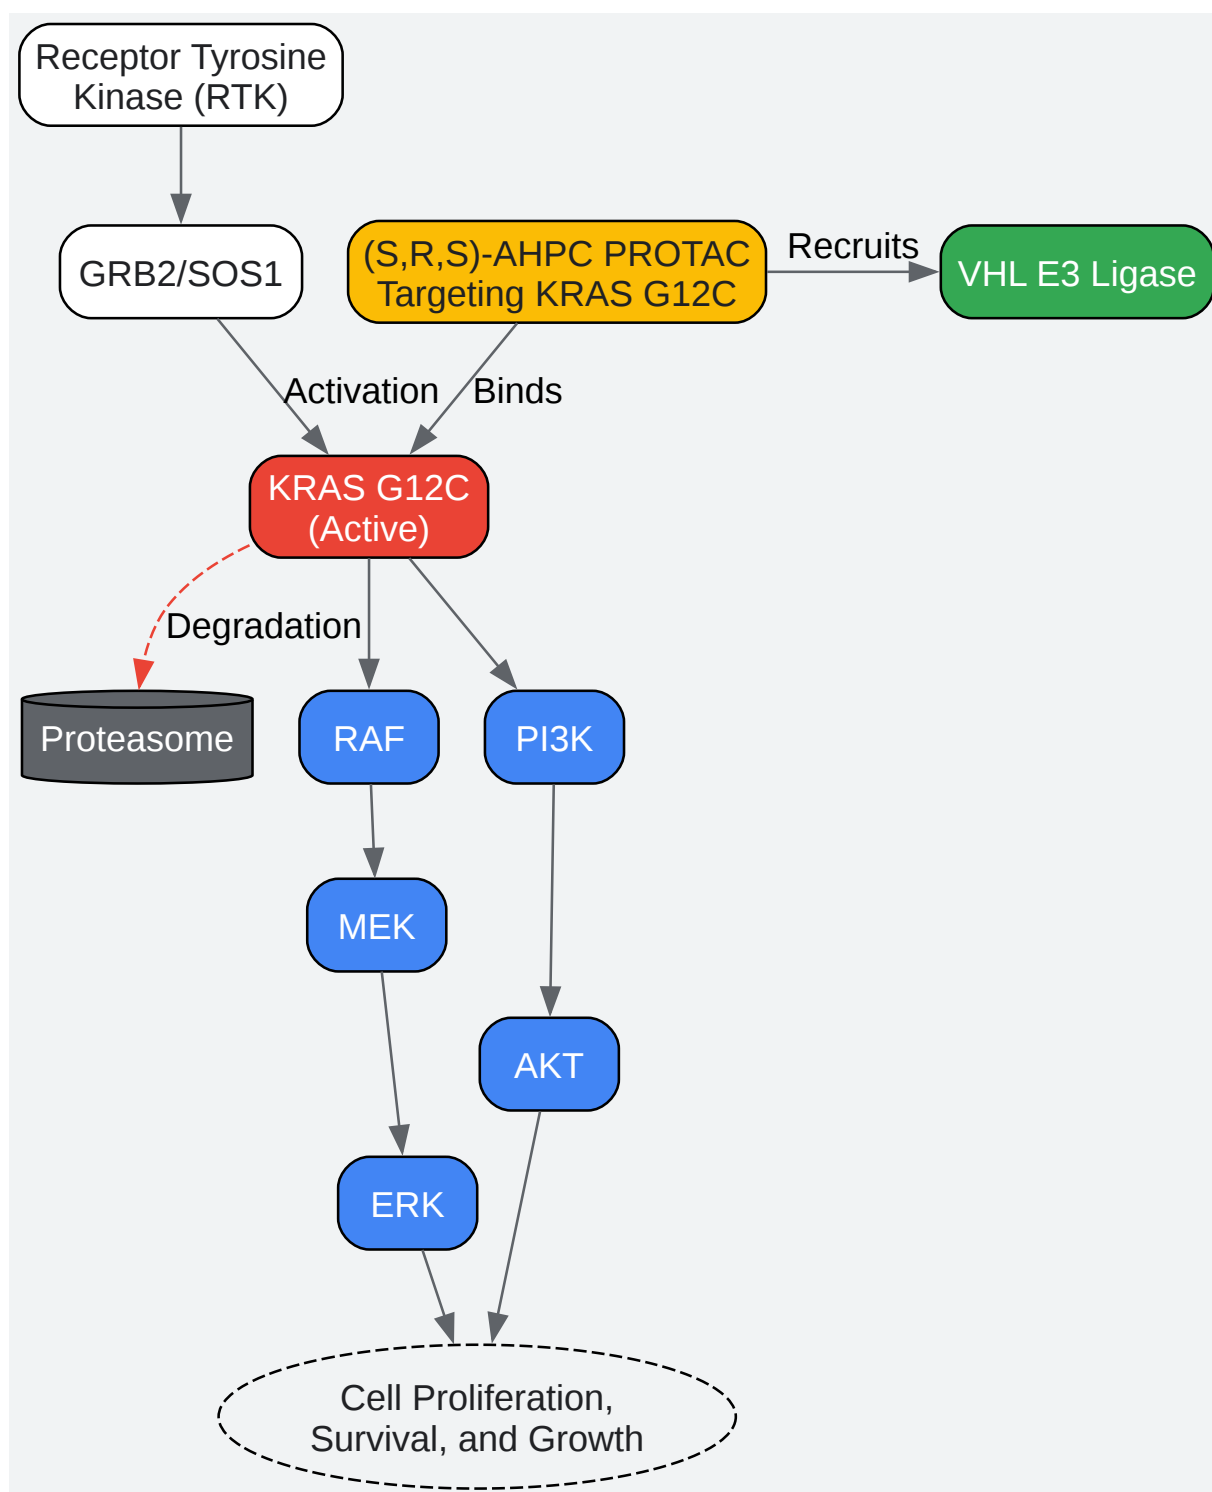 Receptor Tyrosine
Kinase (RTK)
GRB2/SOS1
(S,R,S)-AHPC PROTAC
Targeting KRAS G12C
Recruits
VHL E3 Ligase
Activation
Binds
KRAS G12C
(Active)
Degradation
Proteasome
RAF
PI3K
MEK
AKT
ERK
Cell Proliferation,
Survival, and Growth